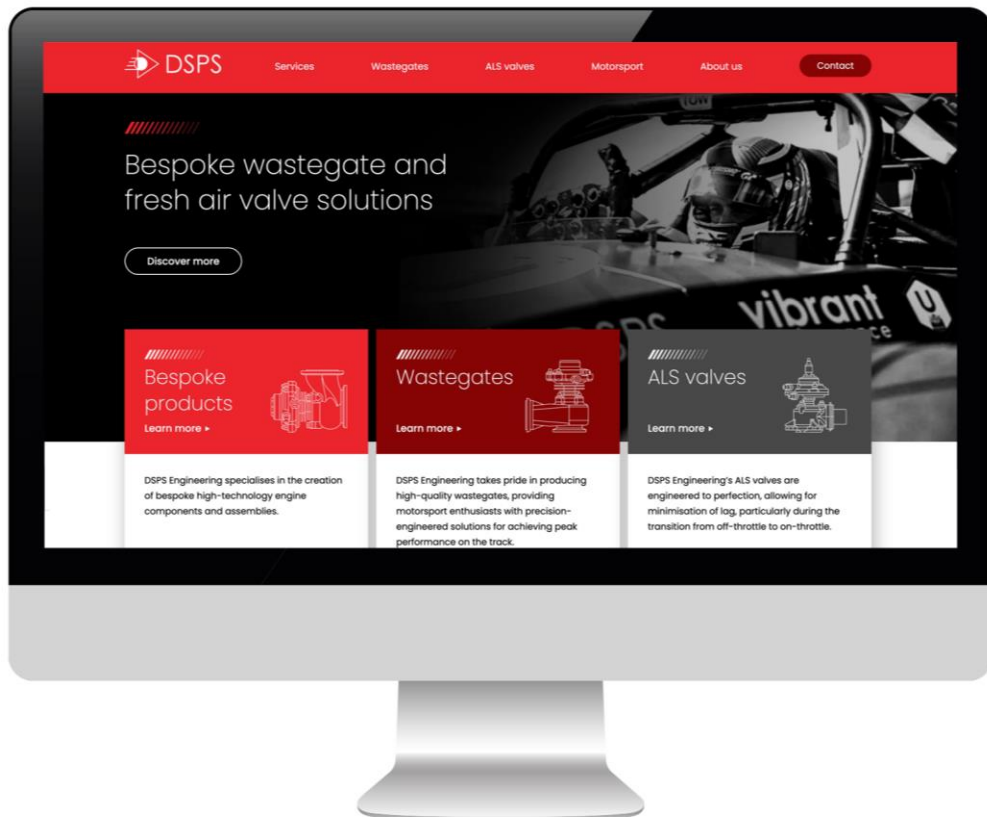 DSPS
Services
Wastegates
ALS valves
Motorsport
About us
Contact
TOW
Bespoke wastegate and
fresh air valve solutions
Discover more
DSPS
vibrant
Bespoke
products
Learn more ▸
Wastegates
Learn more ▸
ALS valves
Learn more ▸
DSPS Engineering specialises in the creation
of bespoke high-technology engine
components and assemblies.
DSPS Engineering takes pride in producing
high-quality wastegates, providing
motorsport enthusiasts with precision-
engineered solutions for achieving peak
performance on the track.
DSPS Engineering's ALS valves are
engineered to perfection, allowing for
minimisation of lag, particularly during the
transition from off-throttle to on-throttle.